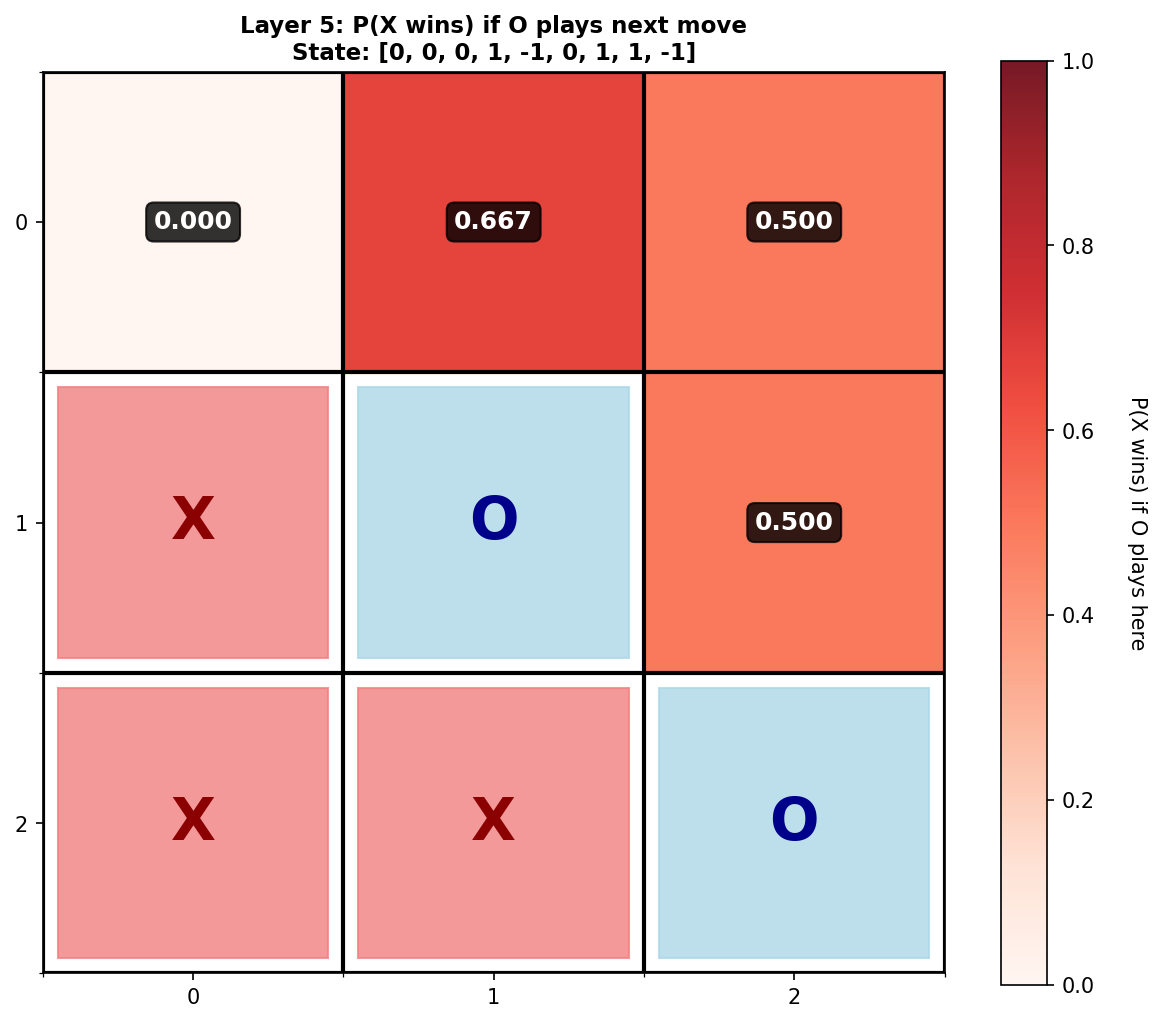 Layer 5: P(X wins) if O plays next move
State: [0, 0, 0, 1, -1, 0, 1, 1, -1]
0
0.000
0.667
0.500
1
X
O
0.500
2
X
X
O
0
1
2
1.0
0.8
0.6
0.4
0.2
0.0
P(X wins) if O plays here